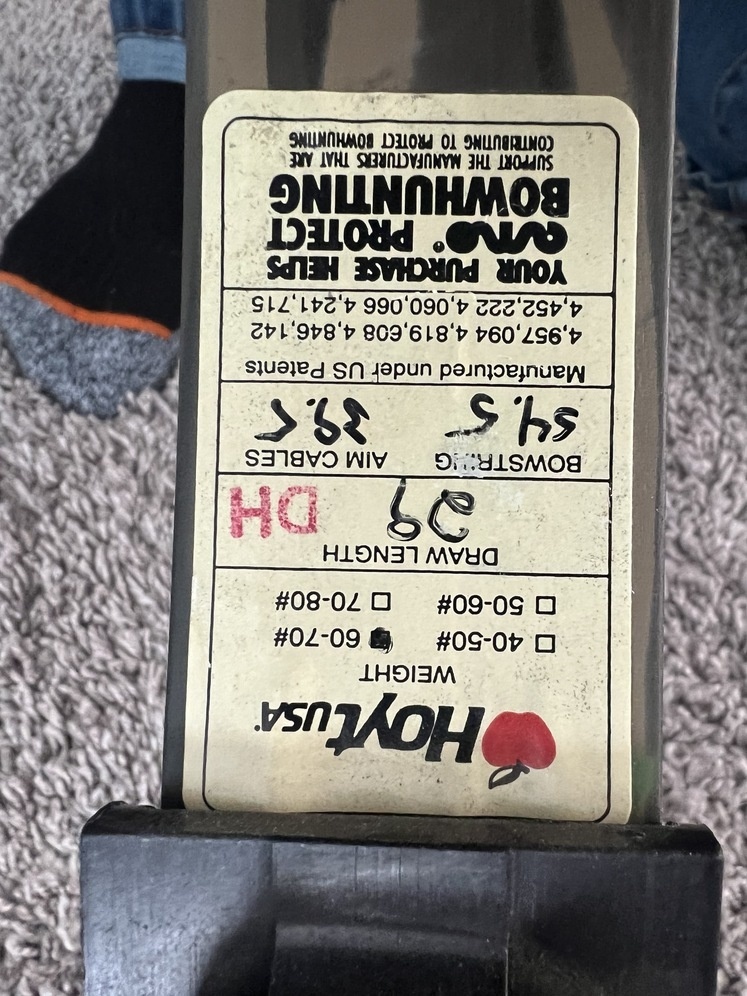 Hoyt USA
WEIGHT
□ 40-50# ■ 60-70#
□ 50-60# □ 70-80#
DRAW LENGTH
29 DH
BOWSTRING AIM CABLES
54.5 39.5
Manufactured under US Patents
4,957,094 4,819,608 4,846,142
4,452,222 4,060,066 4,241,715
YOUR PURCHASE HELPS
amo® PROTECT
BOWHUNTING
SUPPORT THE MANUFACTURERS THAT ARE
CONTRIBUTING TO PROTECT BOWHUNTING